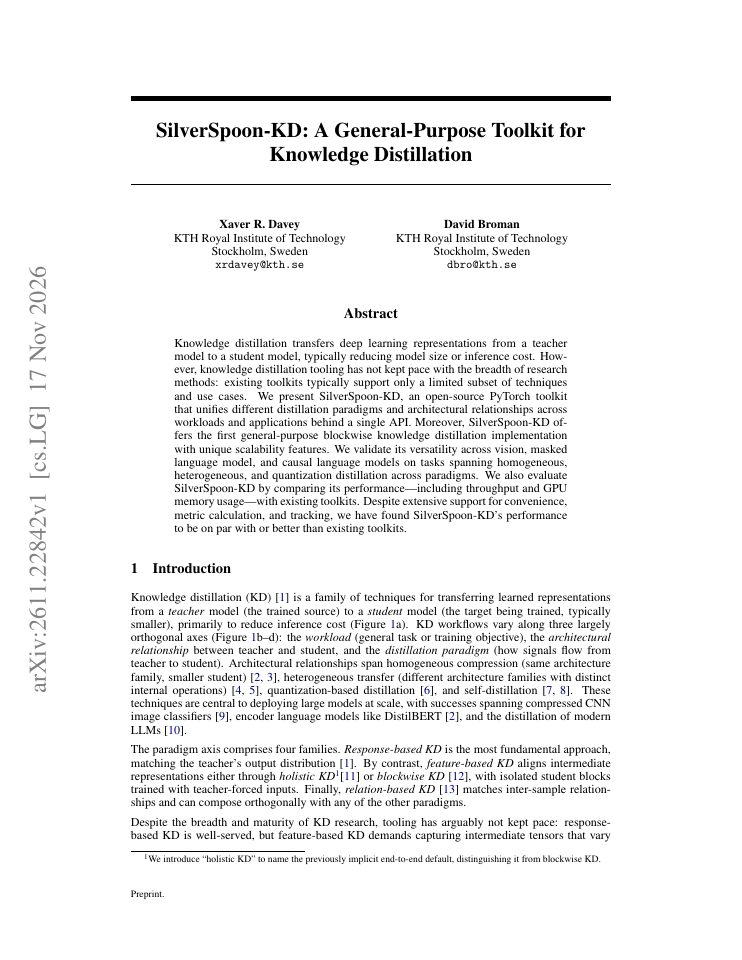 SilverSpoon-KD: A General-Purpose Toolkit for
Knowledge Distillation
Xaver R. Davey
KTH Royal Institute of Technology
Stockholm, Sweden
xrdavey@kth.se
David Broman
KTH Royal Institute of Technology
Stockholm, Sweden
dbro@kth.se
arXiv:2611.22842v1 [cs.LG] 17 Nov 2026
Abstract
Knowledge distillation transfers deep learning representations from a teacher
model to a student model, typically reducing model size or inference cost. How-
ever, knowledge distillation tooling has not kept pace with the breadth of research
methods: existing toolkits typically support only a limited subset of techniques
and use cases. We present SilverSpoon-KD, an open-source PyTorch toolkit
that unifies different distillation paradigms and architectural relationships across
workloads and applications behind a single API. Moreover, SilverSpoon-KD of-
fers the first general-purpose blockwise knowledge distillation implementation
with unique scalability features. We validate its versatility across vision, masked
language model, and causal language models on tasks spanning homogeneous,
heterogeneous, and quantization distillation across paradigms. We also evaluate
SilverSpoon-KD by comparing its performance—including throughput and GPU
memory usage—with existing toolkits. Despite extensive support for convenience,
metric calculation, and tracking, we have found SilverSpoon-KD's performance
to be on par with or better than existing toolkits.
1 Introduction
Knowledge distillation (KD) [1] is a family of techniques for transferring learned representations
from a teacher model (the trained source) to a student model (the target being trained, typically
smaller), primarily to reduce inference cost (Figure 1a). KD workflows vary along three largely
orthogonal axes (Figure 1b–d): the workload (general task or training objective), the architectural
relationship between teacher and student, and the distillation paradigm (how signals flow from
teacher to student). Architectural relationships span homogeneous compression (same architecture
family, smaller student) [2, 3], heterogeneous transfer (different architecture families with distinct
internal operations) [4, 5], quantization-based distillation [6], and self-distillation [7, 8]. These
techniques are central to deploying large models at scale, with successes spanning compressed CNN
image classifiers [9], encoder language models like DistilBERT [2], and the distillation of modern
LLMs [10].
The paradigm axis comprises four families. Response-based KD is the most fundamental approach,
matching the teacher's output distribution [1]. By contrast, feature-based KD aligns intermediate
representations either through holistic KD1[11] or blockwise KD [12], with isolated student blocks
trained with teacher-forced inputs. Finally, relation-based KD [13] matches inter-sample relation-
ships and can compose orthogonally with any of the other paradigms.
Despite the breadth and maturity of KD research, tooling has arguably not kept pace: response-
based KD is well-served, but feature-based KD demands capturing intermediate tensors that vary
1We introduce “holistic KD” to name the previously implicit end-to-end default, distinguishing it from blockwise KD.
Preprint.